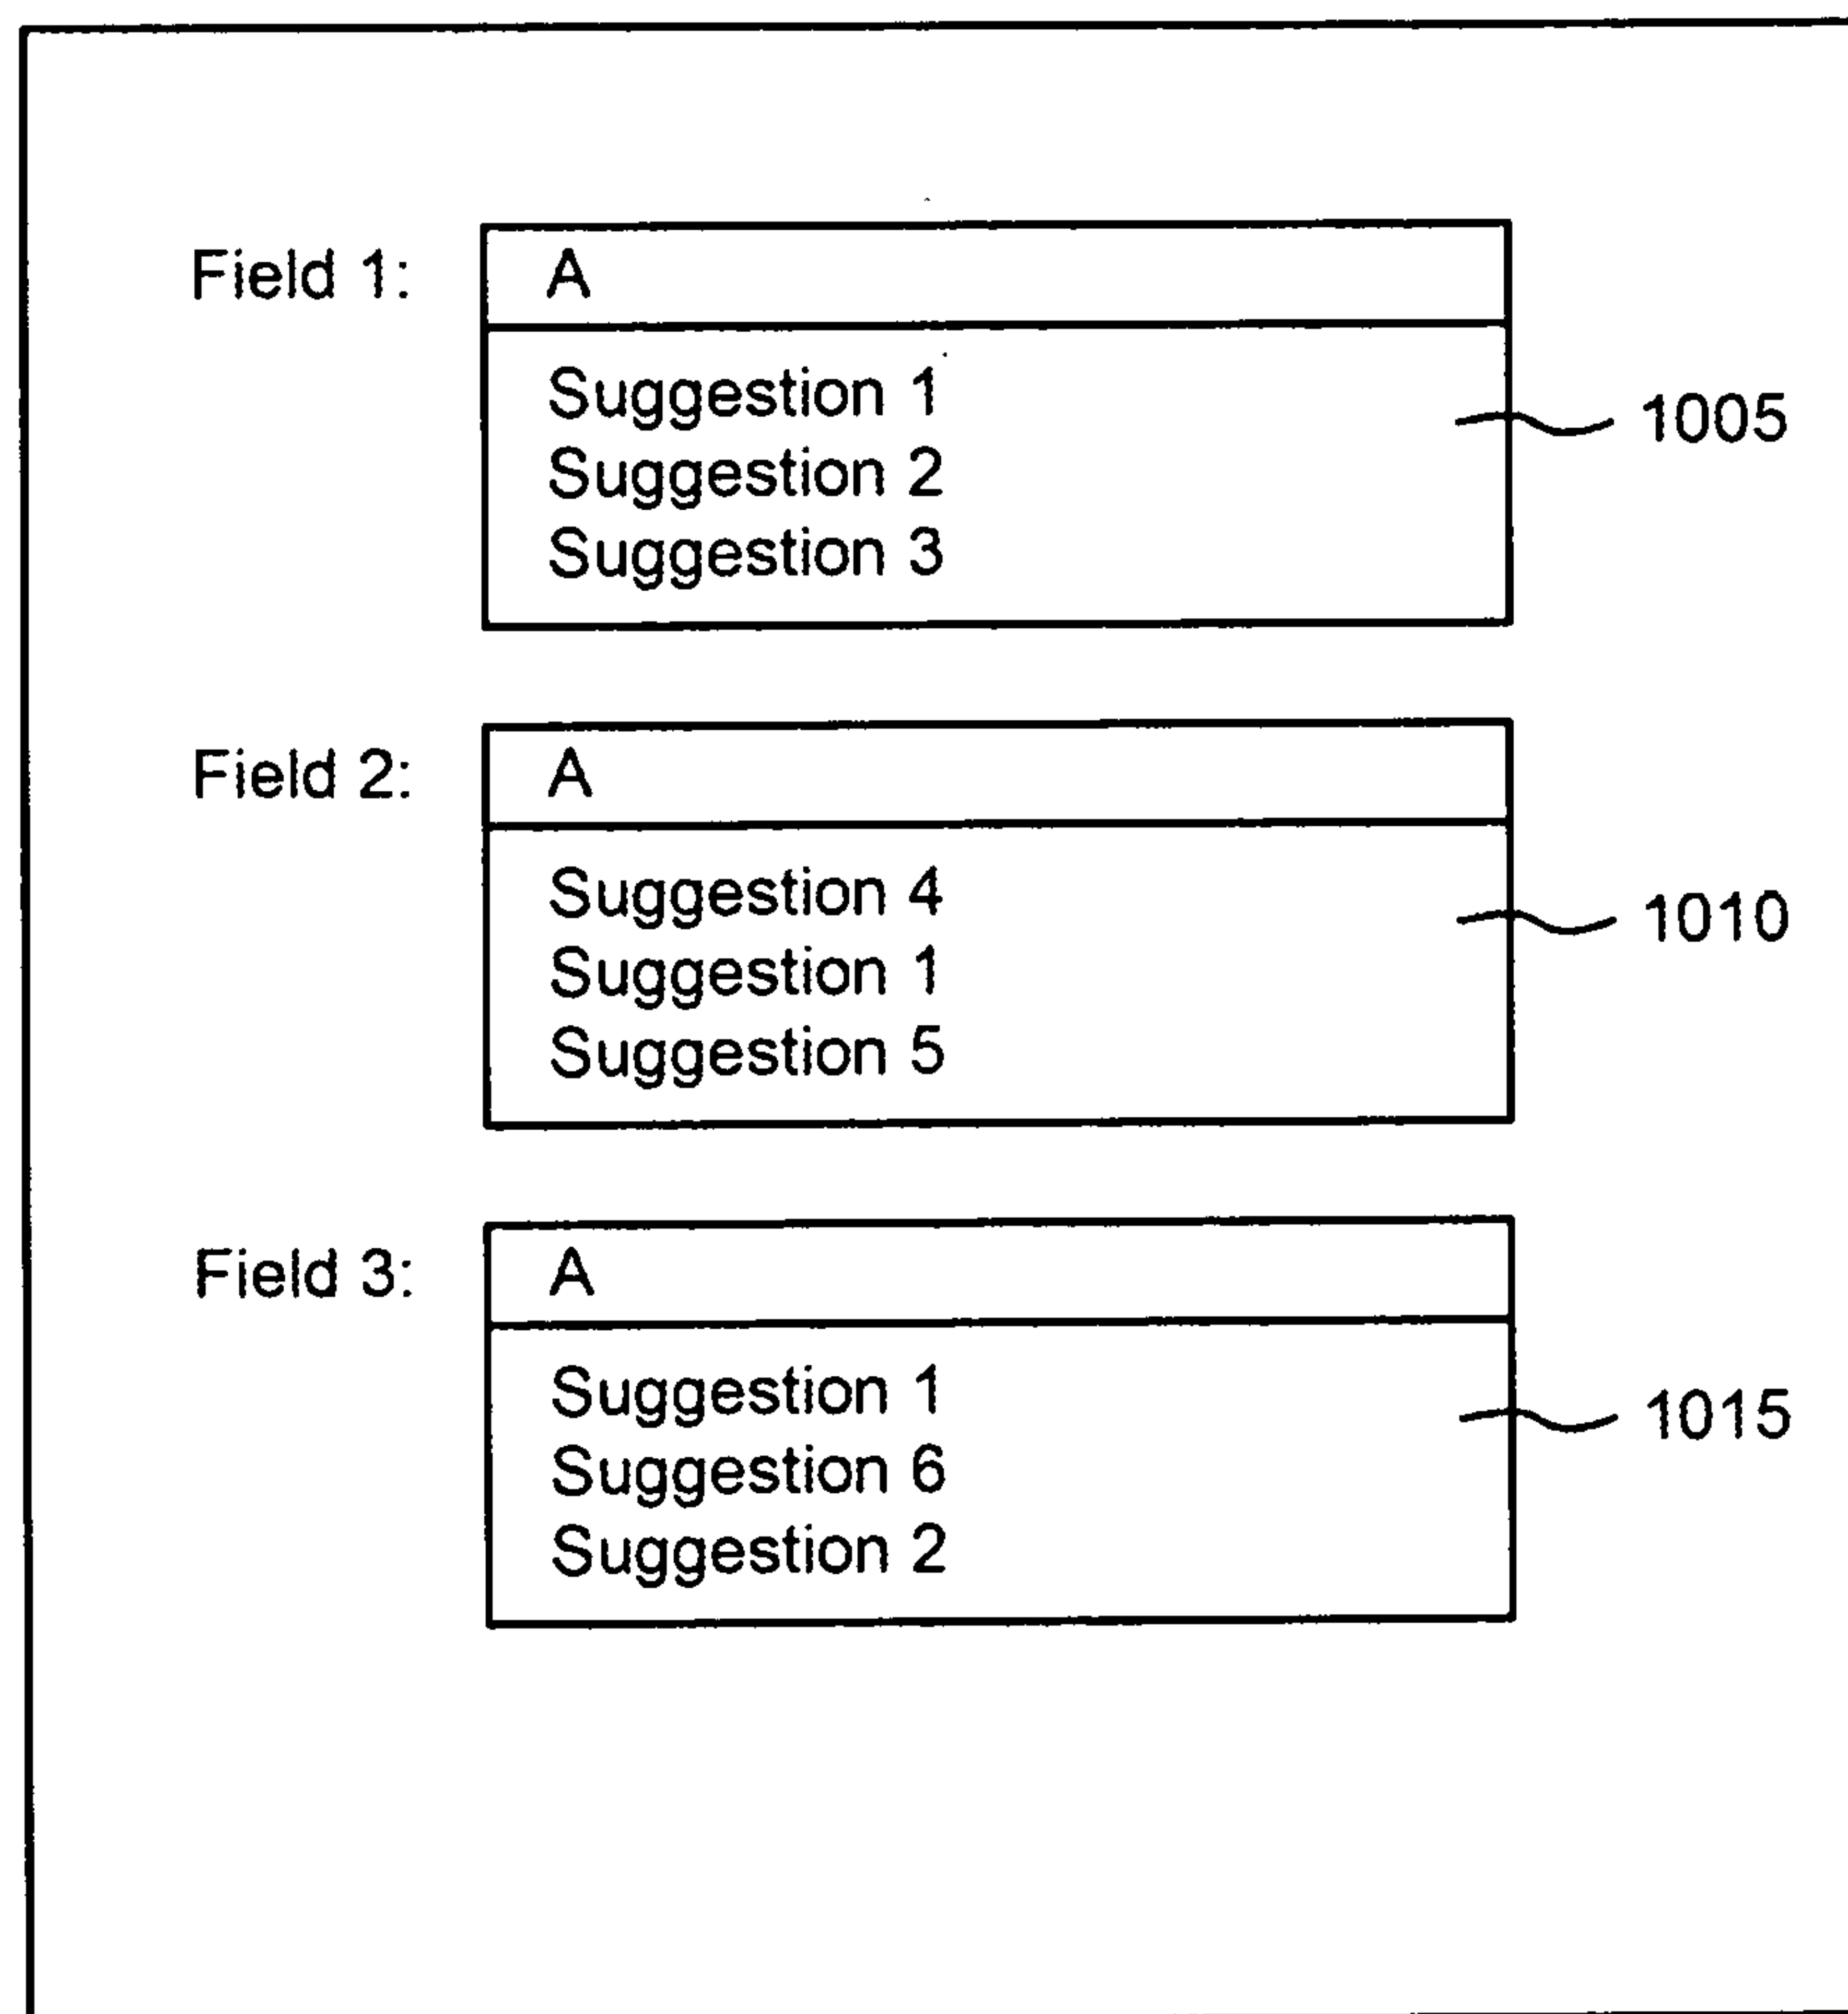 Field 1: A
Suggestion 1
Suggestion 2
Suggestion 3
1005
Field 2: A
Suggestion 4
Suggestion 1
Suggestion 5
1010
Field 3: A
Suggestion 1
Suggestion 6
Suggestion 2
1015